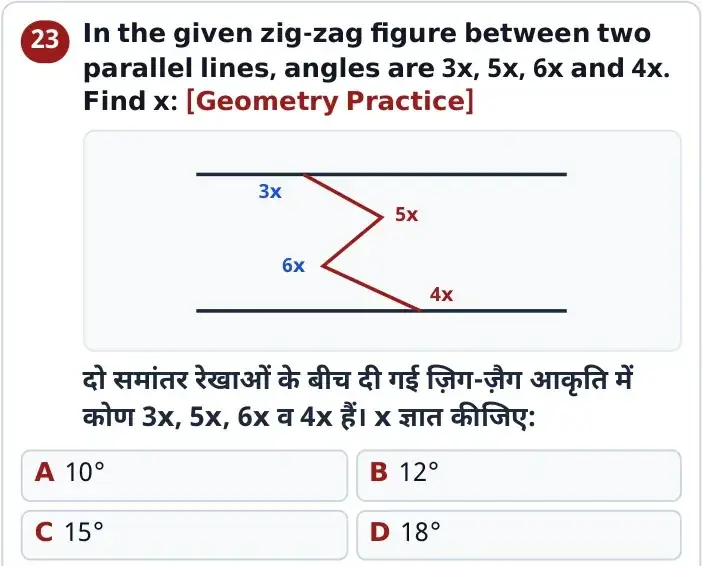 23 In the given zig-zag figure between two
parallel lines, angles are 3x, 5x, 6x and 4x.
Find x: [Geometry Practice]
3x
5x
6x
4x
दो समांतर रेखाओं के बीच दी गई ज़िग-ज़ैग आकृति में
कोण 3x, 5x, 6x व 4x हैं। x ज्ञात कीजिए:
A 10°
B 12°
C 15°
D 18°